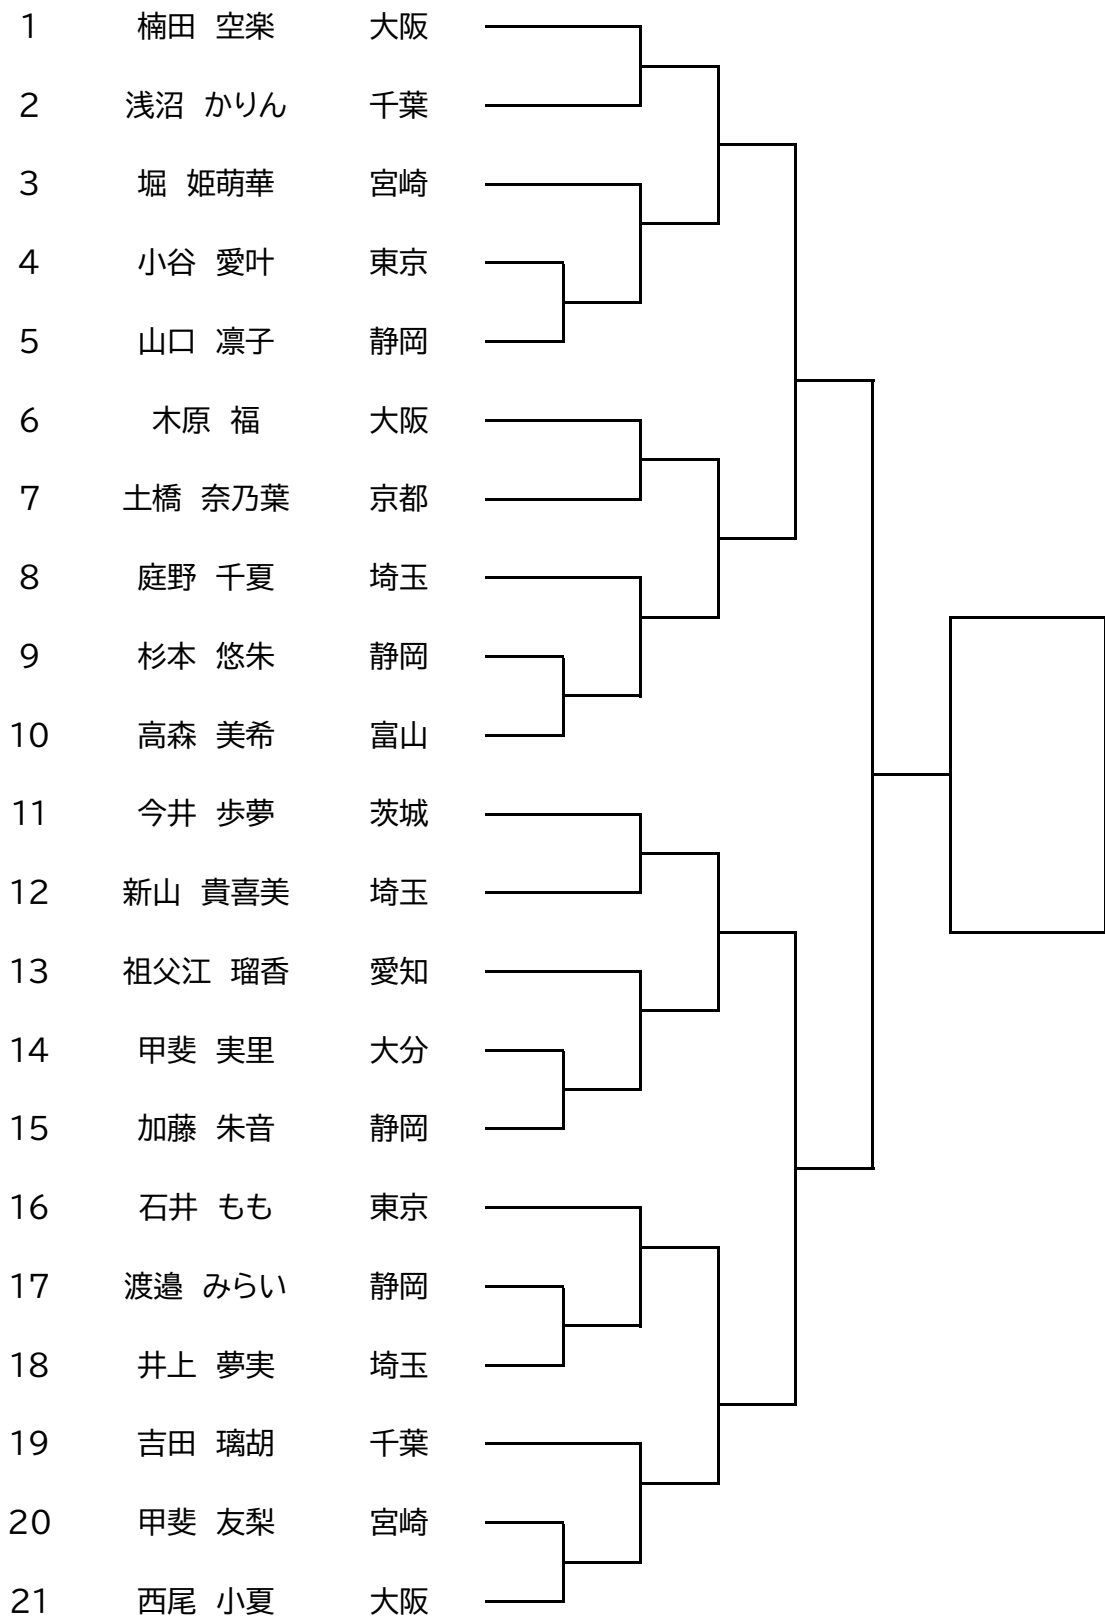 1 楠田 空楽 大阪
2 浅沼 かりん 千葉
3 堀 姫萌華 宮崎
4 小谷 愛叶 東京
5 山口 凛子 静岡
6 木原 福 大阪
7 土橋 奈乃葉 京都
8 庭野 千夏 埼玉
9 杉本 悠朱 静岡
10 高森 美希 富山
11 今井 歩夢 茨城
12 新山 貴喜美 埼玉
13 祖父江 瑠香 愛知
14 甲斐 実里 大分
15 加藤 朱音 静岡
16 石井 もも 東京
17 渡邉 みらい 静岡
18 井上 夢実 埼玉
19 吉田 璃胡 千葉
20 甲斐 友梨 宮崎
21 西尾 小夏 大阪